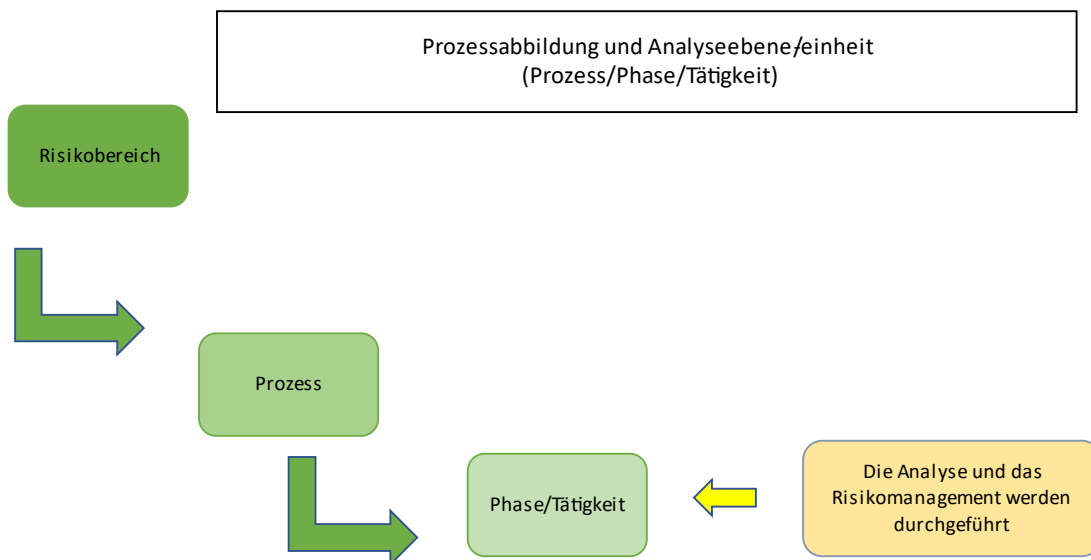 Prozessabbildung und Analyseebene/einheit
(Prozess/Phase/Tätigkeit)
Risikobereich
Prozess
Phase/Tätigkeit
Die Analyse und das
Risikomanagement werden
durchgeführt